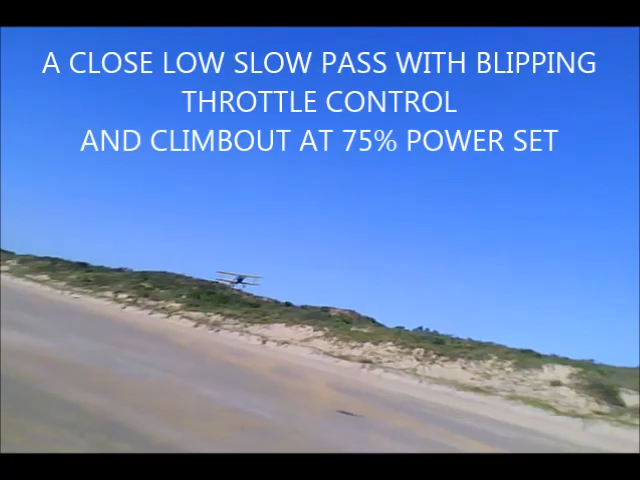 A CLOSE LOW SLOW PASS WITH BLIPPING
THROTTLE CONTROL
AND CLIMBOUT AT 75% POWER SET